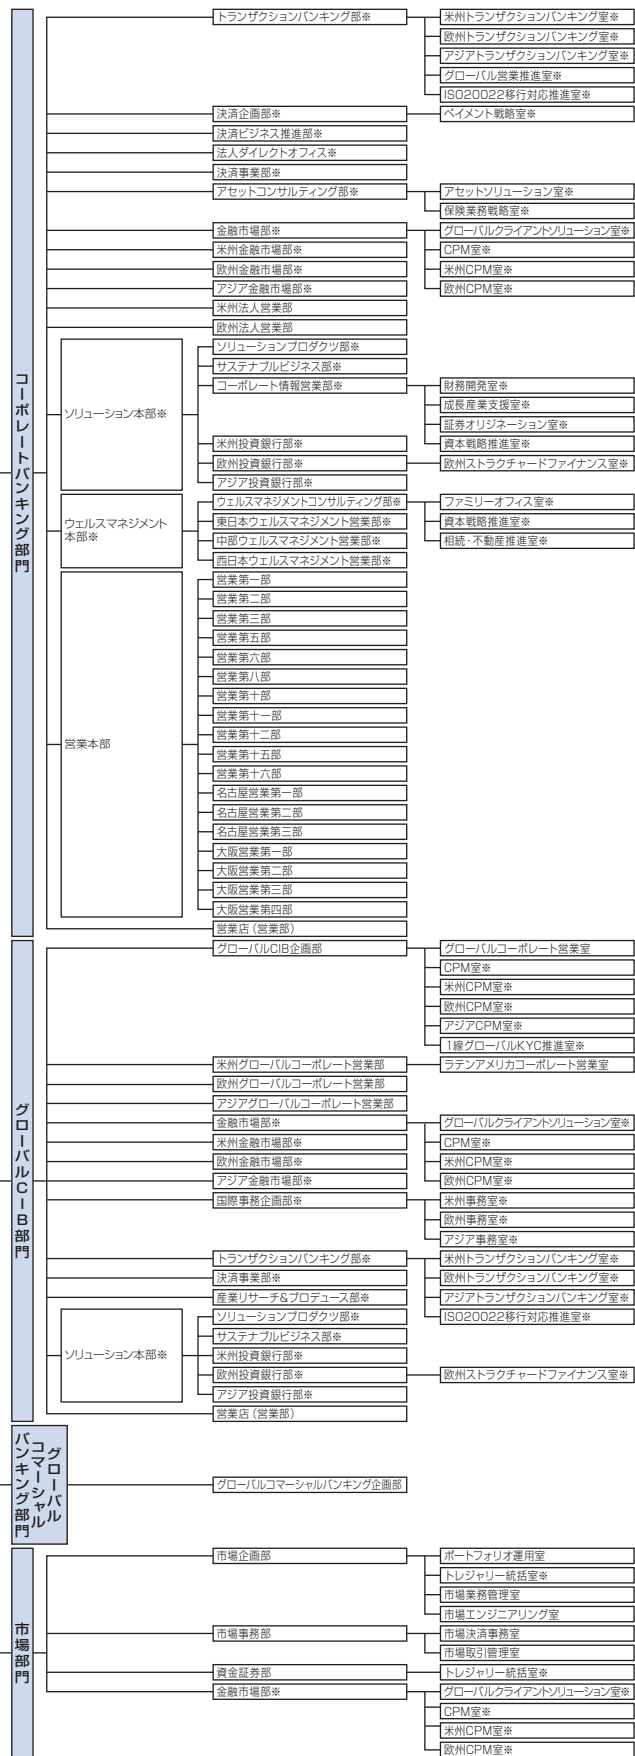 コーポレートバンキング部門
トランザクションバンキング部※
米州トランザクションバンキング室※
欧州トランザクションバンキング室※
アジアトランザクションバンキング室※
グローバル営業推進室※
ISO20022移行対応推進室※
決済企画部※
ペイメント戦略室※
決済ビジネス推進部※
法人ダイレクトオフィス※
決済事業部※
アセットコンサルティング部※
アセットソリューション室※
保険業務戦略室※
金融市場部※
グローバルクライアントソリューション室※
米州金融市場部※
CPM室※
欧州金融市場部※
米州CPM室※
アジア金融市場部※
欧州CPM室※
米州法人営業部
欧州法人営業部
ソリューション本部※
ソリューションプロダクツ部※
サステナブルビジネス部※
コーポレート情報営業部※
財務開発室※
成長産業支援室※
証券オリジネーション室※
資本戦略推進室※
米州投資銀行部※
欧州投資銀行部※
欧州ストラクチャードファイナンス室※
アジア投資銀行部※
ウェルスマネジメント
本部※
ウェルスマネジメントコンサルティング部※
ファミリーオフィス室※
東日本ウェルスマネジメント営業部※
資本戦略推進室※
中部ウェルスマネジメント営業部※
相続・不動産推進室※
西日本ウェルスマネジメント営業部※
営業本部
営業第一部
営業第二部
営業第三部
営業第五部
営業第六部
営業第八部
営業第十部
営業第十一部
営業第十二部
営業第十五部
営業第十六部
名古屋営業第一部
名古屋営業第二部
名古屋営業第三部
大阪営業第一部
大阪営業第二部
大阪営業第三部
大阪営業第四部
営業店(営業部)
グローバルCIB部門
グローバルCIB企画部
グローバルコーポレート営業室
CPM室※
米州CPM室※
欧州CPM室※
アジアCPM室※
1線グローバルKYC推進室※
米州グローバルコーポレート営業部
ラテンアメリカコーポレート営業室
欧州グローバルコーポレート営業部
アジアグローバルコーポレート営業部
金融市場部※
グローバルクライアントソリューション室※
米州金融市場部※
CPM室※
欧州金融市場部※
米州CPM室※
アジア金融市場部※
欧州CPM室※
国際事務企画部※
米州事務室※
欧州事務室※
アジア事務室※
トランザクションバンキング部※
米州トランザクションバンキング室※
決済事業部※
欧州トランザクションバンキング室※
産業リサーチ&プロデュース部※
アジアトランザクションバンキング室※
ソリューション本部※
ソリューションプロダクツ部※
ISO20022移行対応推進室※
サステナブルビジネス部※
米州投資銀行部※
欧州投資銀行部※
欧州ストラクチャードファイナンス室※
アジア投資銀行部※
営業店(営業部)
グローバル
コマーシャル
バンキング部門
グローバルコマーシャルバンキング企画部
市場部門
市場企画部
ポートフォリオ運用室
トレジャリー統括室※
市場業務管理室
市場エンジニアリング室
市場事務部
市場決済事務室
市場取引管理室
資金証券部
トレジャリー統括室※
金融市場部※
グローバルクライアントソリューション室※
CPM室※
米州CPM室※
欧州CPM室※